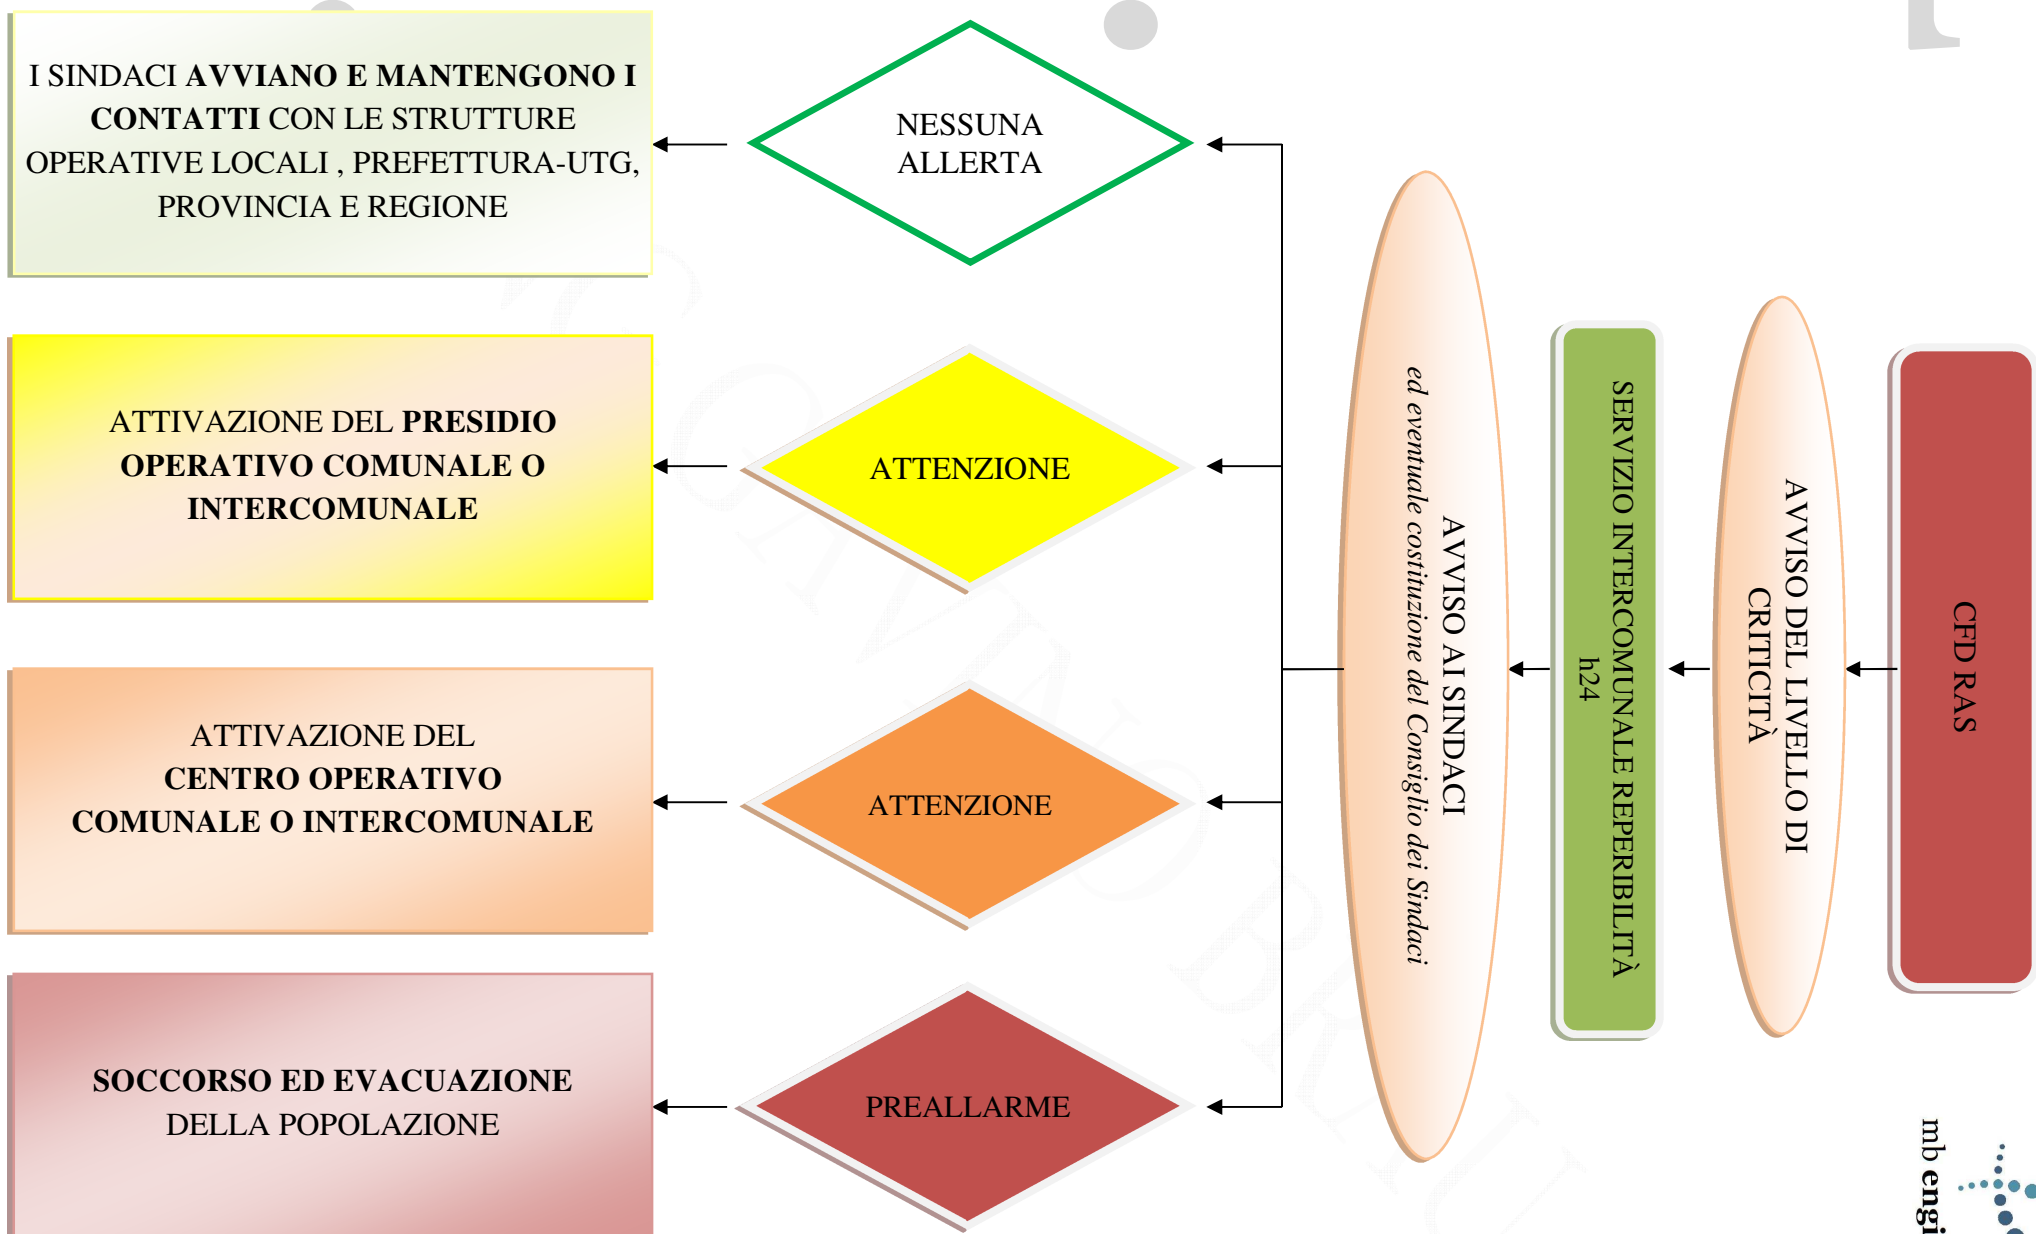 I SINDACI AVVIANO E MANTENGONO I
CONTATTI CON LE STRUTTURE
OPERATIVE LOCALI , PREFETTURA-UTG,
PROVINCIA E REGIONE
NESSUNA
ALLERTA
ATTIVAZIONE DEL PRESIDIO
OPERATIVO COMUNALE O
INTERCOMUNALE
ATTENZIONE
ATTIVAZIONE DEL
CENTRO OPERATIVO
COMUNALE O INTERCOMUNALE
ATTENZIONE
SOCCORSO ED EVACUAZIONE
DELLA POPOLAZIONE
PREALLARME
AVVISO AI SINDACI
ed eventuale costituzione del Consiglio dei Sindaci
SERVIZIO INTERCOMUNALE REPERIBILITÀ
h24
AVVISO DEL LIVELLO DI
CRITICITÀ
CFD RAS
mb engi